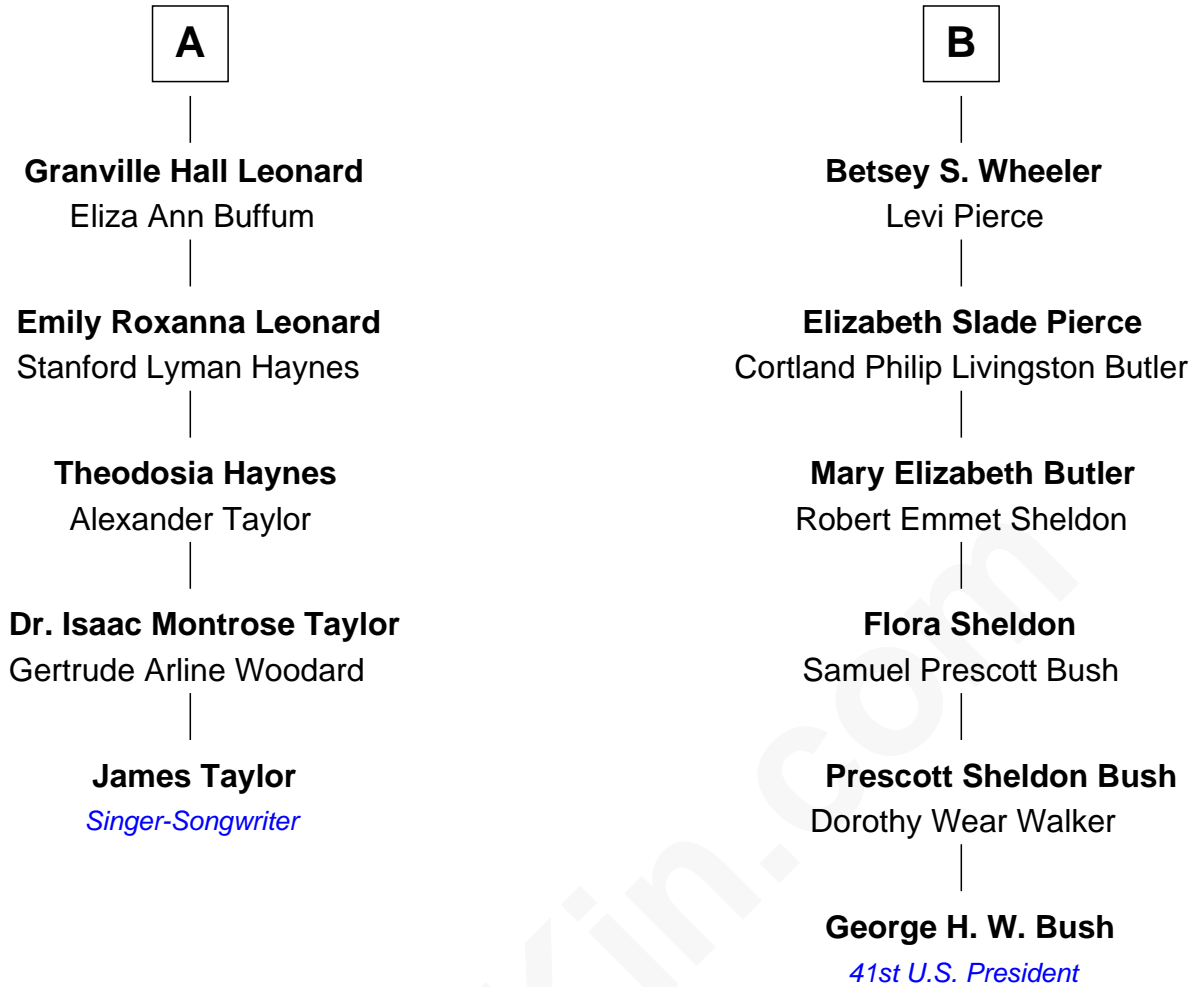 A
Granville Hall Leonard
Eliza Ann Buffum
Emily Roxanna Leonard
Stanford Lyman Haynes
Theodosia Haynes
Alexander Taylor
Dr. Isaac Montrose Taylor
Gertrude Arline Woodard
James Taylor
Singer-Songwriter
B
Betsey S. Wheeler
Levi Pierce
Elizabeth Slade Pierce
Cortland Philip Livingston Butler
Mary Elizabeth Butler
Robert Emmet Sheldon
Flora Sheldon
Samuel Prescott Bush
Prescott Sheldon Bush
Dorothy Wear Walker
George H. W. Bush
41st U.S. President
Kin.com